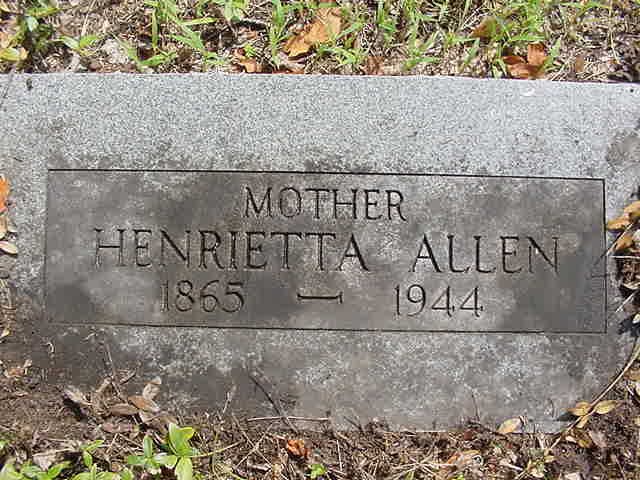 MOTHER
HENRIETTA ALLEN
1865 — 1944